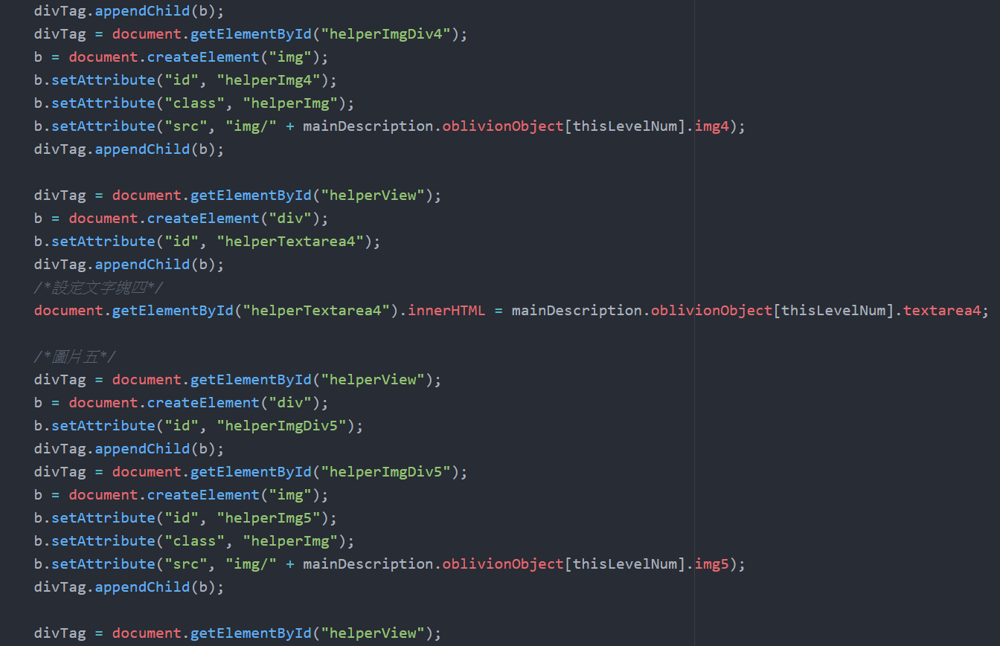 divTag.appendChild(b);
divTag = document.getElementById("helperImgDiv4");
b = document.createElement("img");
b.setAttribute("id", "helperImg4");
b.setAttribute("class", "helperImg");
b.setAttribute("src", "img/" + mainDescription.oblivionObject[thisLevelNum].img4);
divTag.appendChild(b);
divTag = document.getElementById("helperView");
b = document.createElement("div");
b.setAttribute("id", "helperTextarea4");
divTag.appendChild(b);
/*設定文字塊四*/
document.getElementById("helperTextarea4").innerHTML = mainDescription.oblivionObject[thisLevelNum].textarea4;
/*圖片五*/
divTag = document.getElementById("helperView");
b = document.createElement("div");
b.setAttribute("id", "helperImgDiv5");
divTag.appendChild(b);
divTag = document.getElementById("helperImgDiv5");
b = document.createElement("img");
b.setAttribute("id", "helperImg5");
b.setAttribute("class", "helperImg");
b.setAttribute("src", "img/" + mainDescription.oblivionObject[thisLevelNum].img5);
divTag.appendChild(b);
divTag = document.getElementById("helperView");